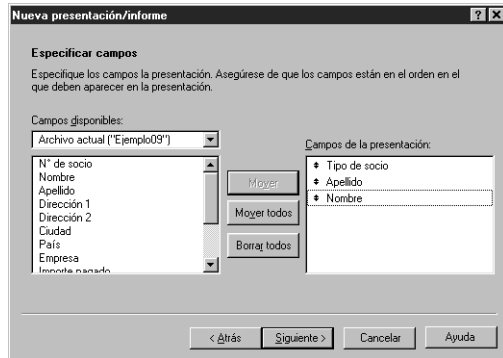 Nueva presentación/informe
Especificar campos
Especifique los campos la presentación. Asegúrese de que los campos están en el orden en el
que deben aparecer en la presentación.
Campos disponibles:
Archivo actual ("Ejemplo09")
N° de socio
Nombre
Apellido
Dirección 1
Dirección 2
Ciudad
País
Empresa
Importe pagado
Mover
Mover todos
Borrar todos
Campos de la presentación:
Tipo de socio
Apellido
Nombre
< Atrás
Siguiente >
Cancelar
Ayuda